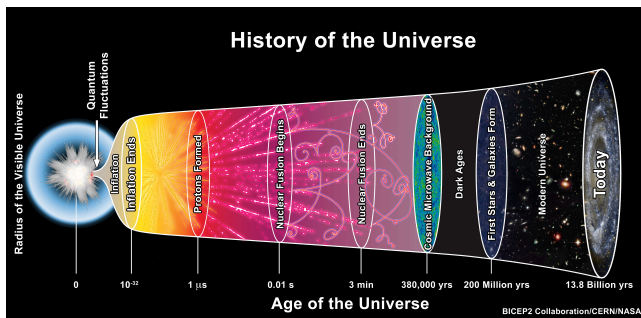 History of the Universe
Radius of the Visible Universe
Quantum
Fluctuations
Inflation
Inflation Ends
Protons Formed
Nuclear Fusion Begins
Nuclear Fusion Ends
Cosmic Microwave Background
Dark Ages
First Stars & Galaxies Form
Modern Universe
Today
0
10-32
1 µs
0.01 s
3 min
380,000 yrs
200 Million yrs
13.8 Billion yrs
Age of the Universe
BICEP2 Collaboration/CERN/NASA